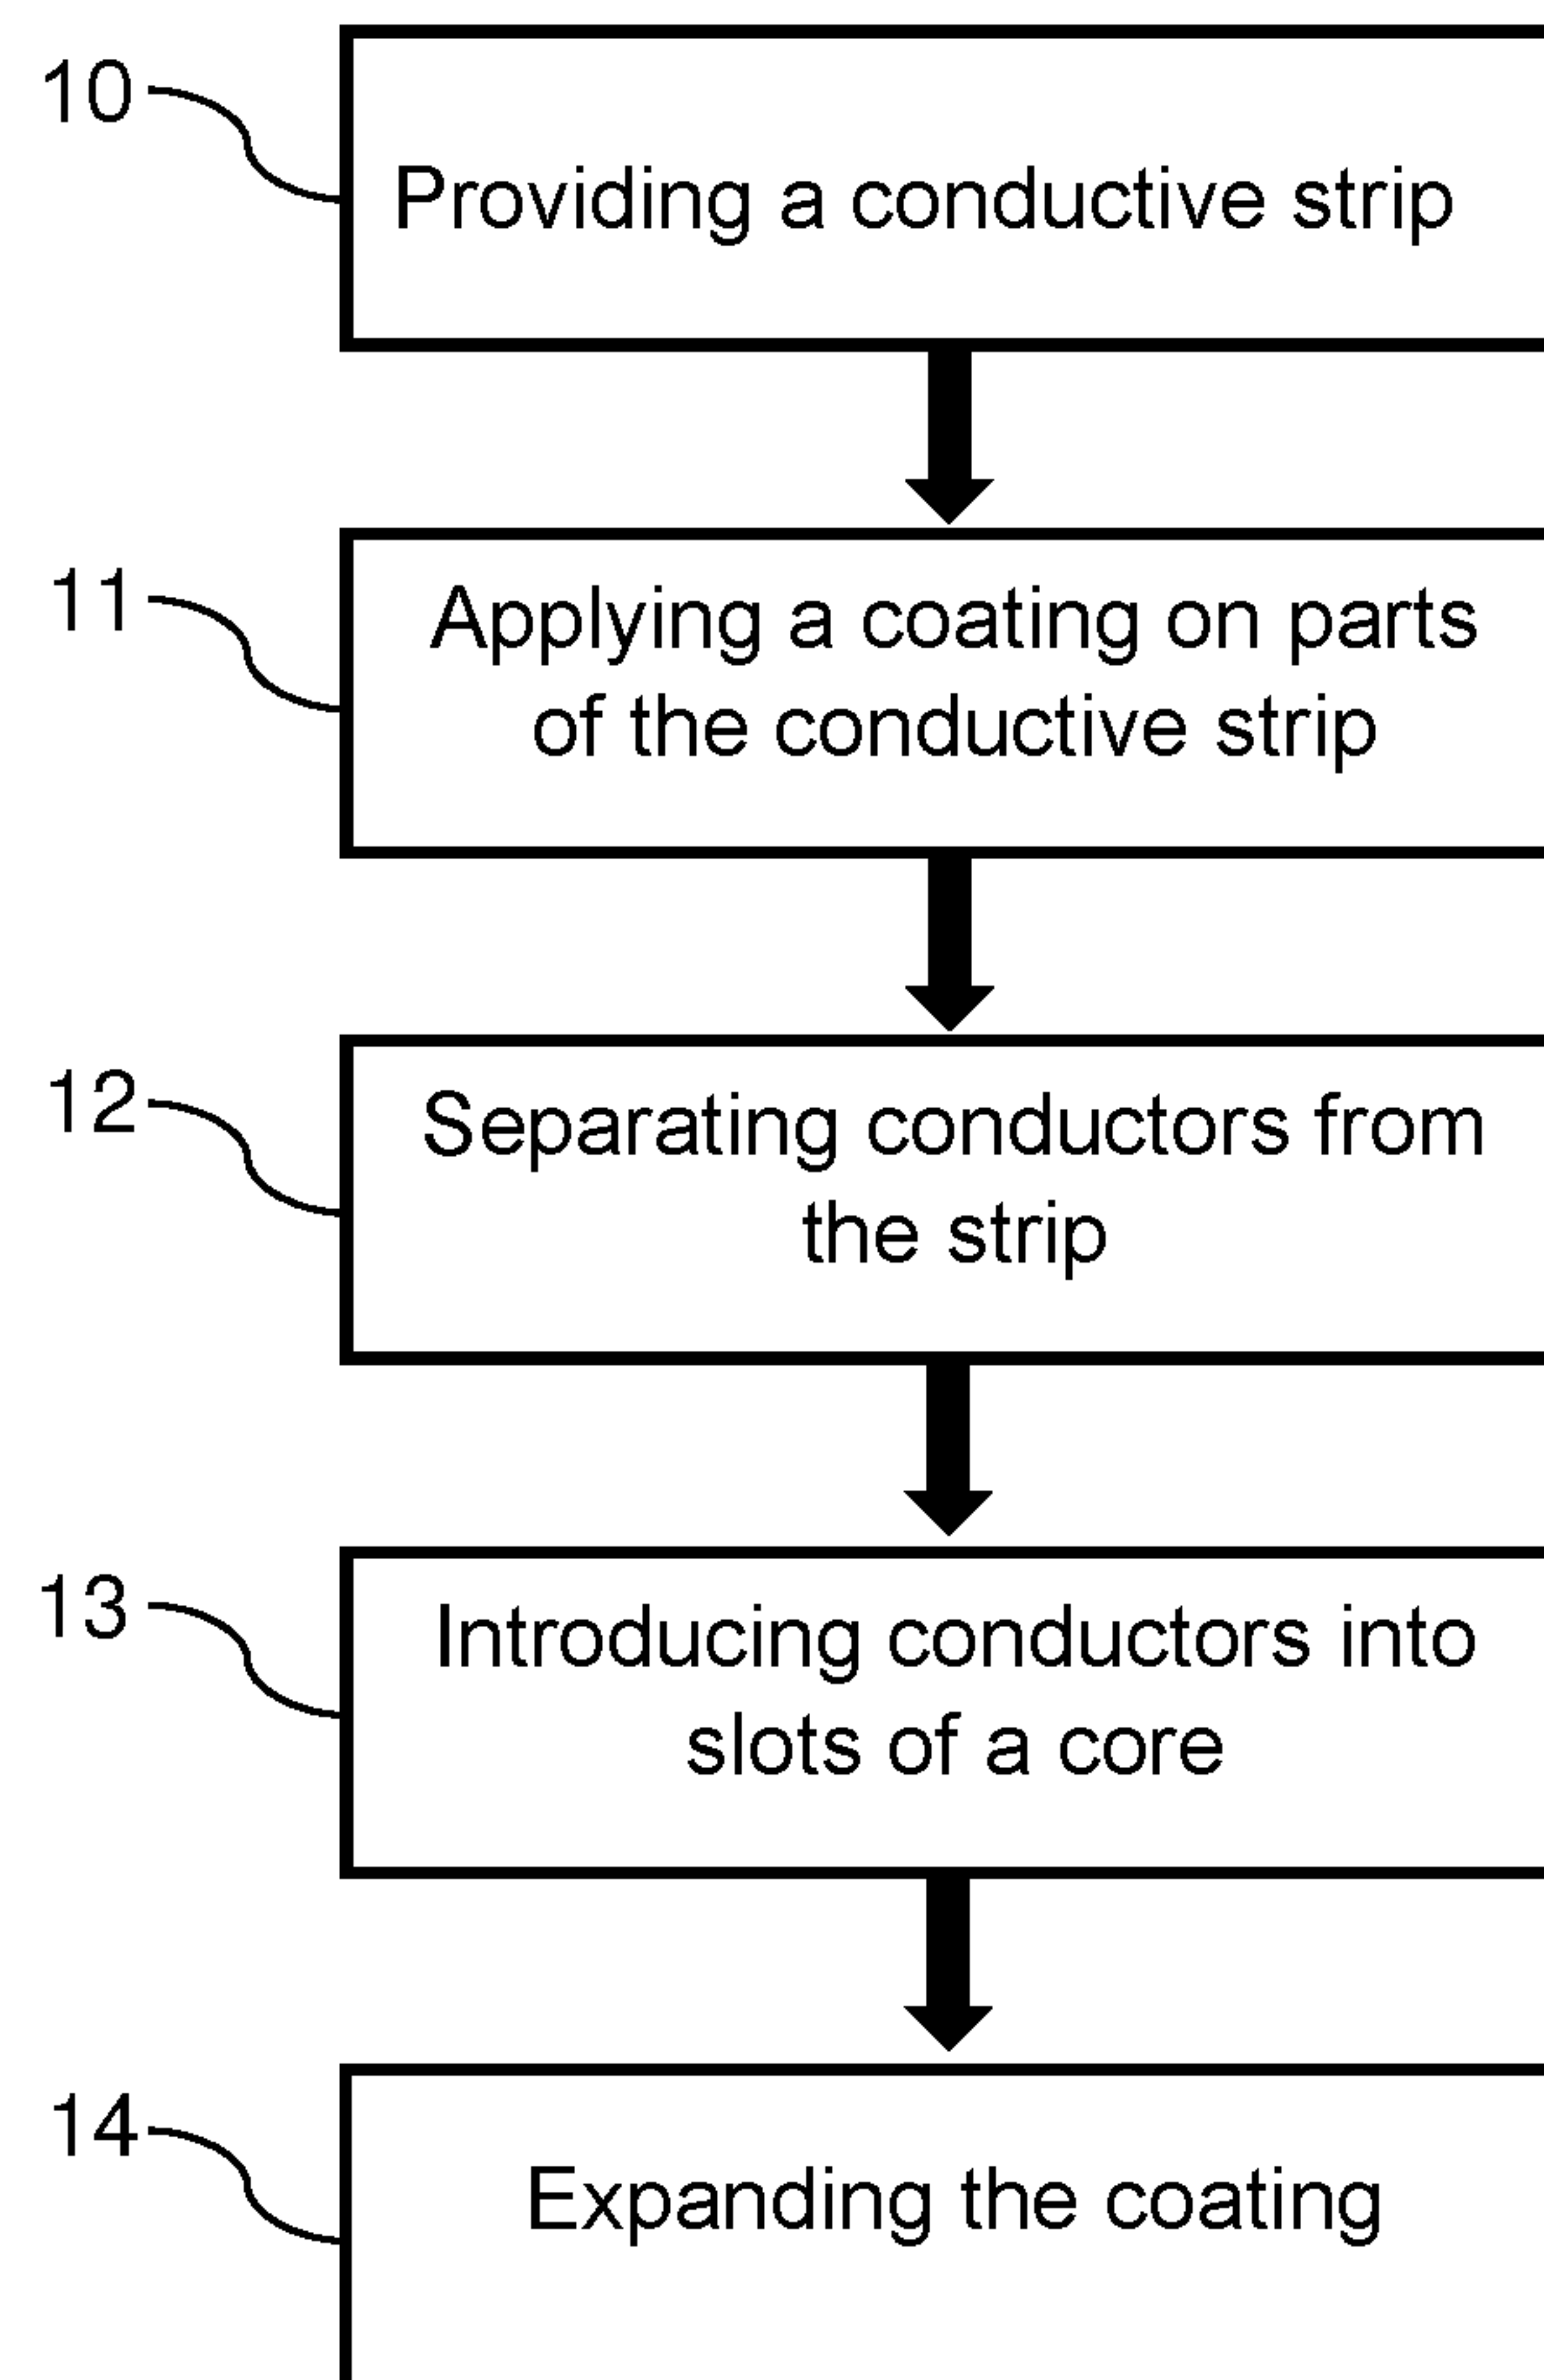 10
Providing a conductive strip
11
Applying a coating on parts
of the conductive strip
12
Separating conductors from
the strip
13
Introducing conductors into
slots of a core
14
Expanding the coating